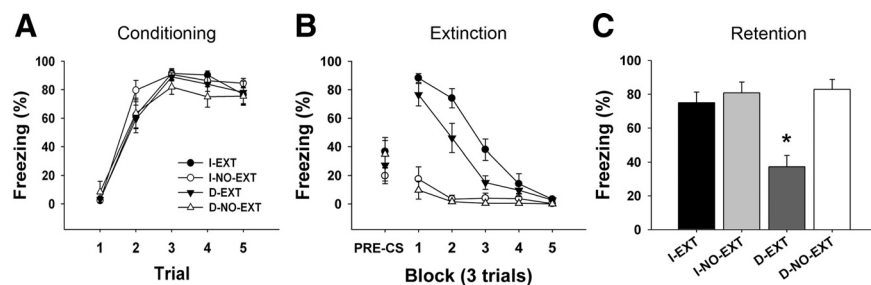 A
Conditioning
Freezing (%)
100
80
60
40
20
0
I-EXT
I-NO-EXT
D-EXT
D-NO-EXT
1 2 3 4 5
Trial
B
Extinction
Freezing (%)
100
80
60
40
20
0
PRE-CS 1 2 3 4 5
Block (3 trials)
C
Retention
Freezing (%)
100
80
60
40
20
0
*
I-EXT
I-NO-EXT
D-EXT
D-NO-EXT